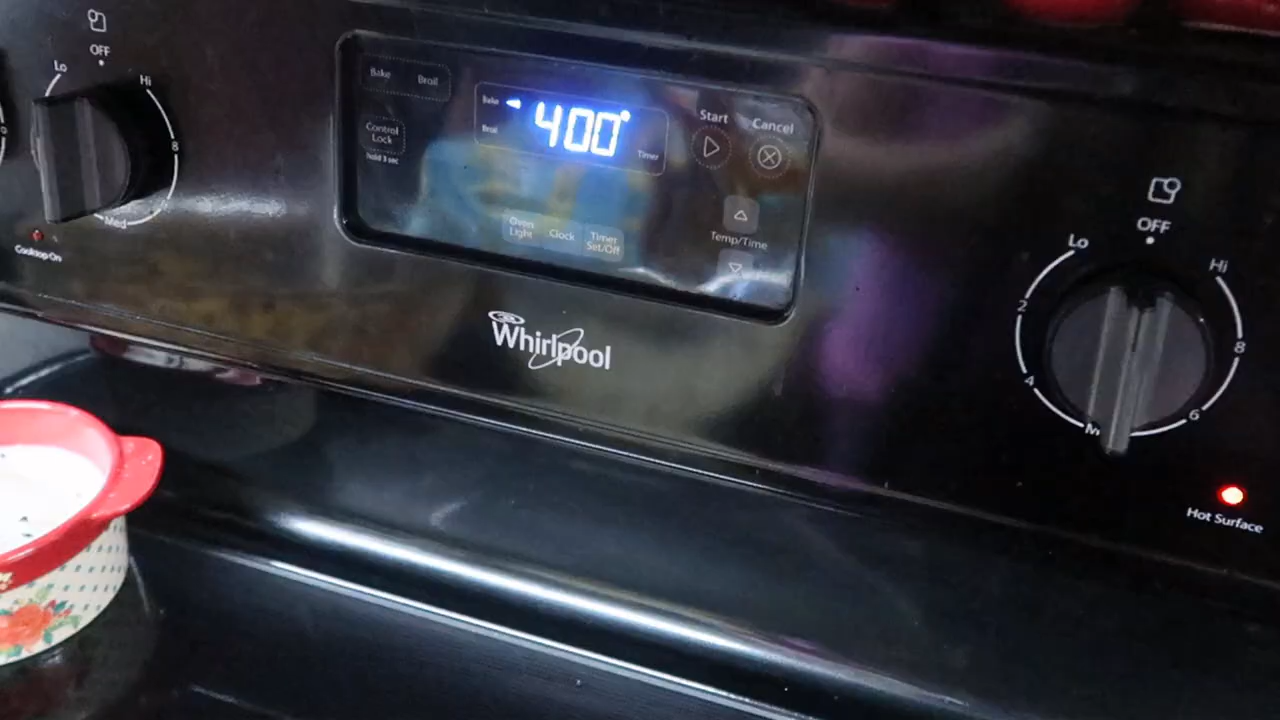 OFF
Lo
Hi
8
Med
Cooktop On
Bake
Broil
Control
Lock
hold 3 sec
Bake
400°
Broil
Timer
Start
Cancel
Oven
Light
Clock
Timer
Set/Off
Temp/Time
Whirlpool
OFF
Lo
Hi
2
8
4
6
Hot Surface